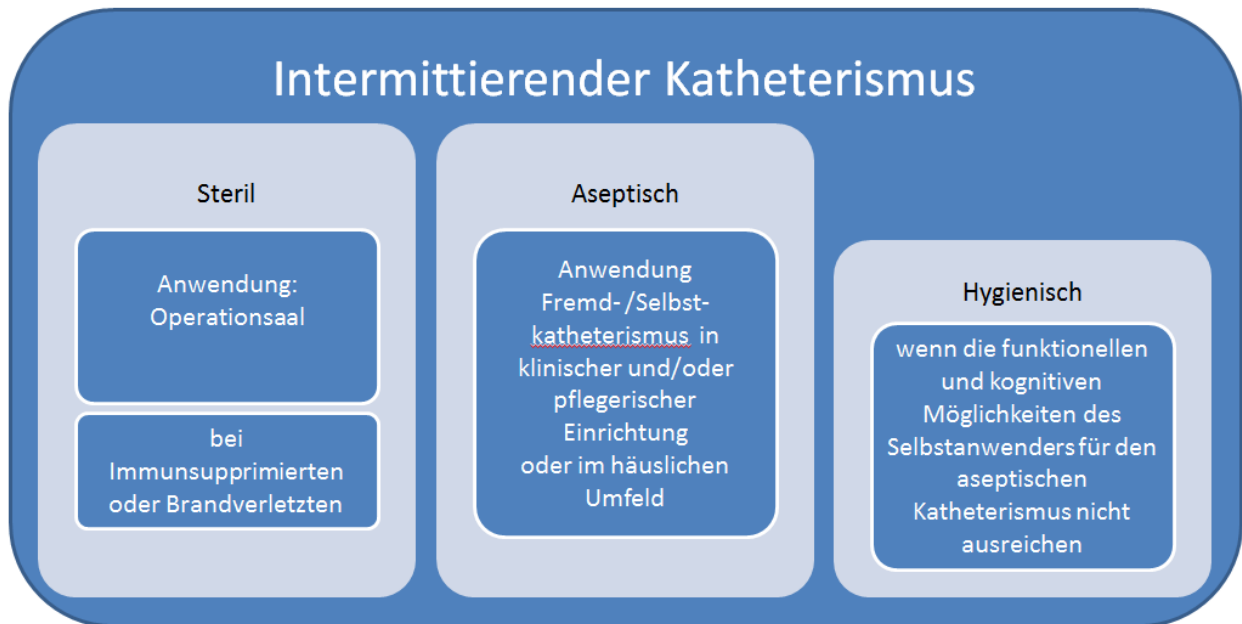 Intermittierender Katheterismus
Steril
Anwendung:
Operationsaal
bei
Immunsupprimierten
oder Brandverletzten
Aseptisch
Anwendung
Fremd- /Selbst-
katheterismus in
klinischer und/oder
pflegerischer
Einrichtung
oder im häuslichen
Umfeld
Hygienisch
wenn die funktionellen
und kognitiven
Möglichkeiten des
Selbstanwenders für den
aseptischen
Katheterismus nicht
ausreichen